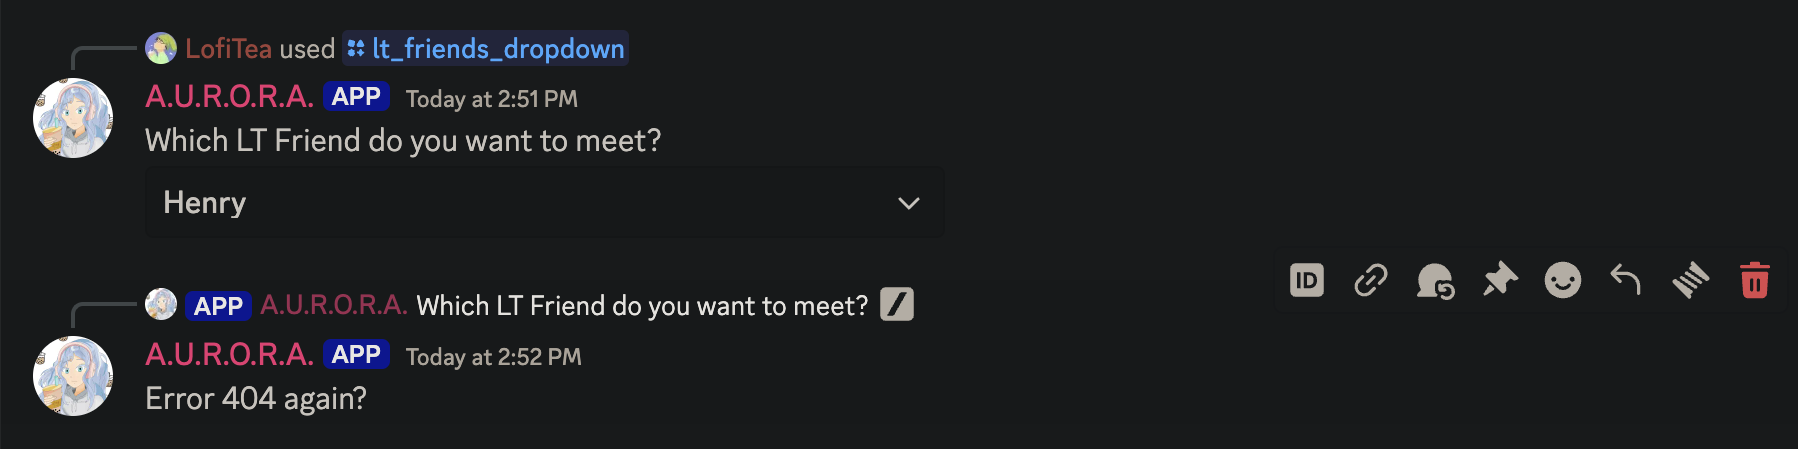 LofiTea used lt_friends_dropdown
A.U.R.O.R.A. APP Today at 2:51 PM
Which LT Friend do you want to meet?
Henry
ID
APP A.U.R.O.R.A. Which LT Friend do you want to meet?
A.U.R.O.R.A. APP Today at 2:52 PM
Error 404 again?